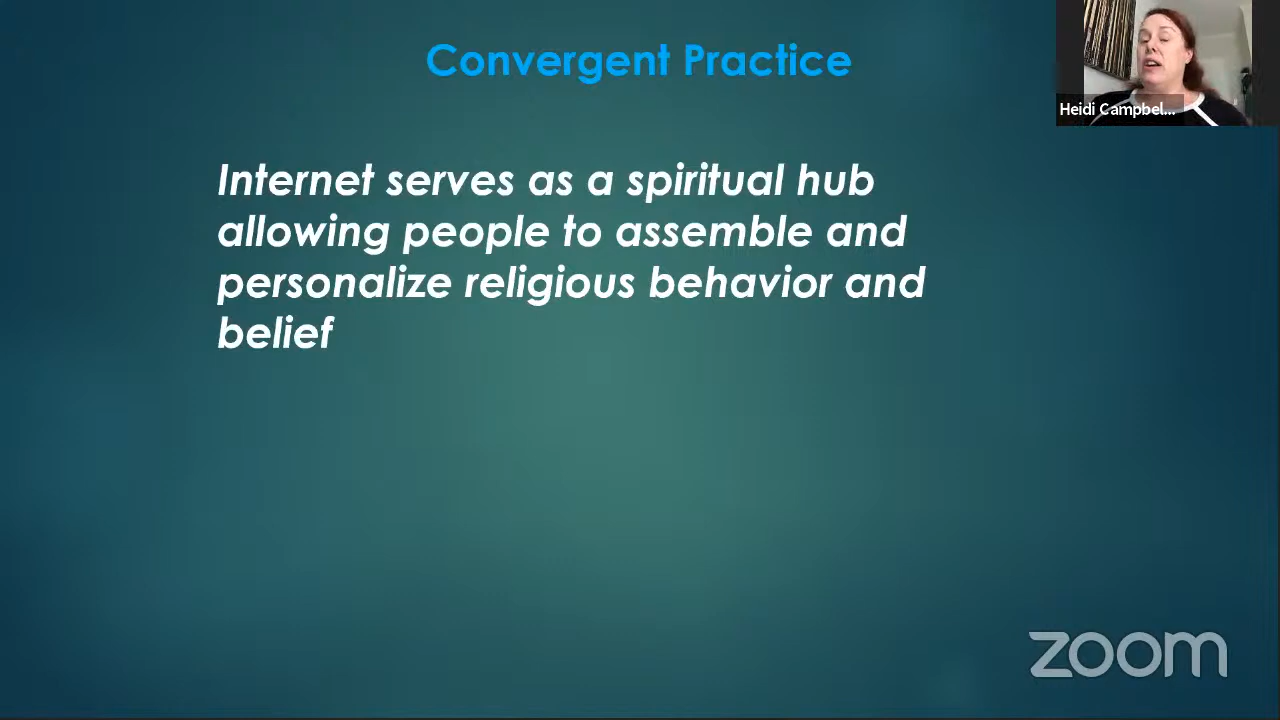 Convergent Practice
Heidi Campbel...
Internet serves as a spiritual hub
allowing people to assemble and
personalize religious behavior and
belief
zoom